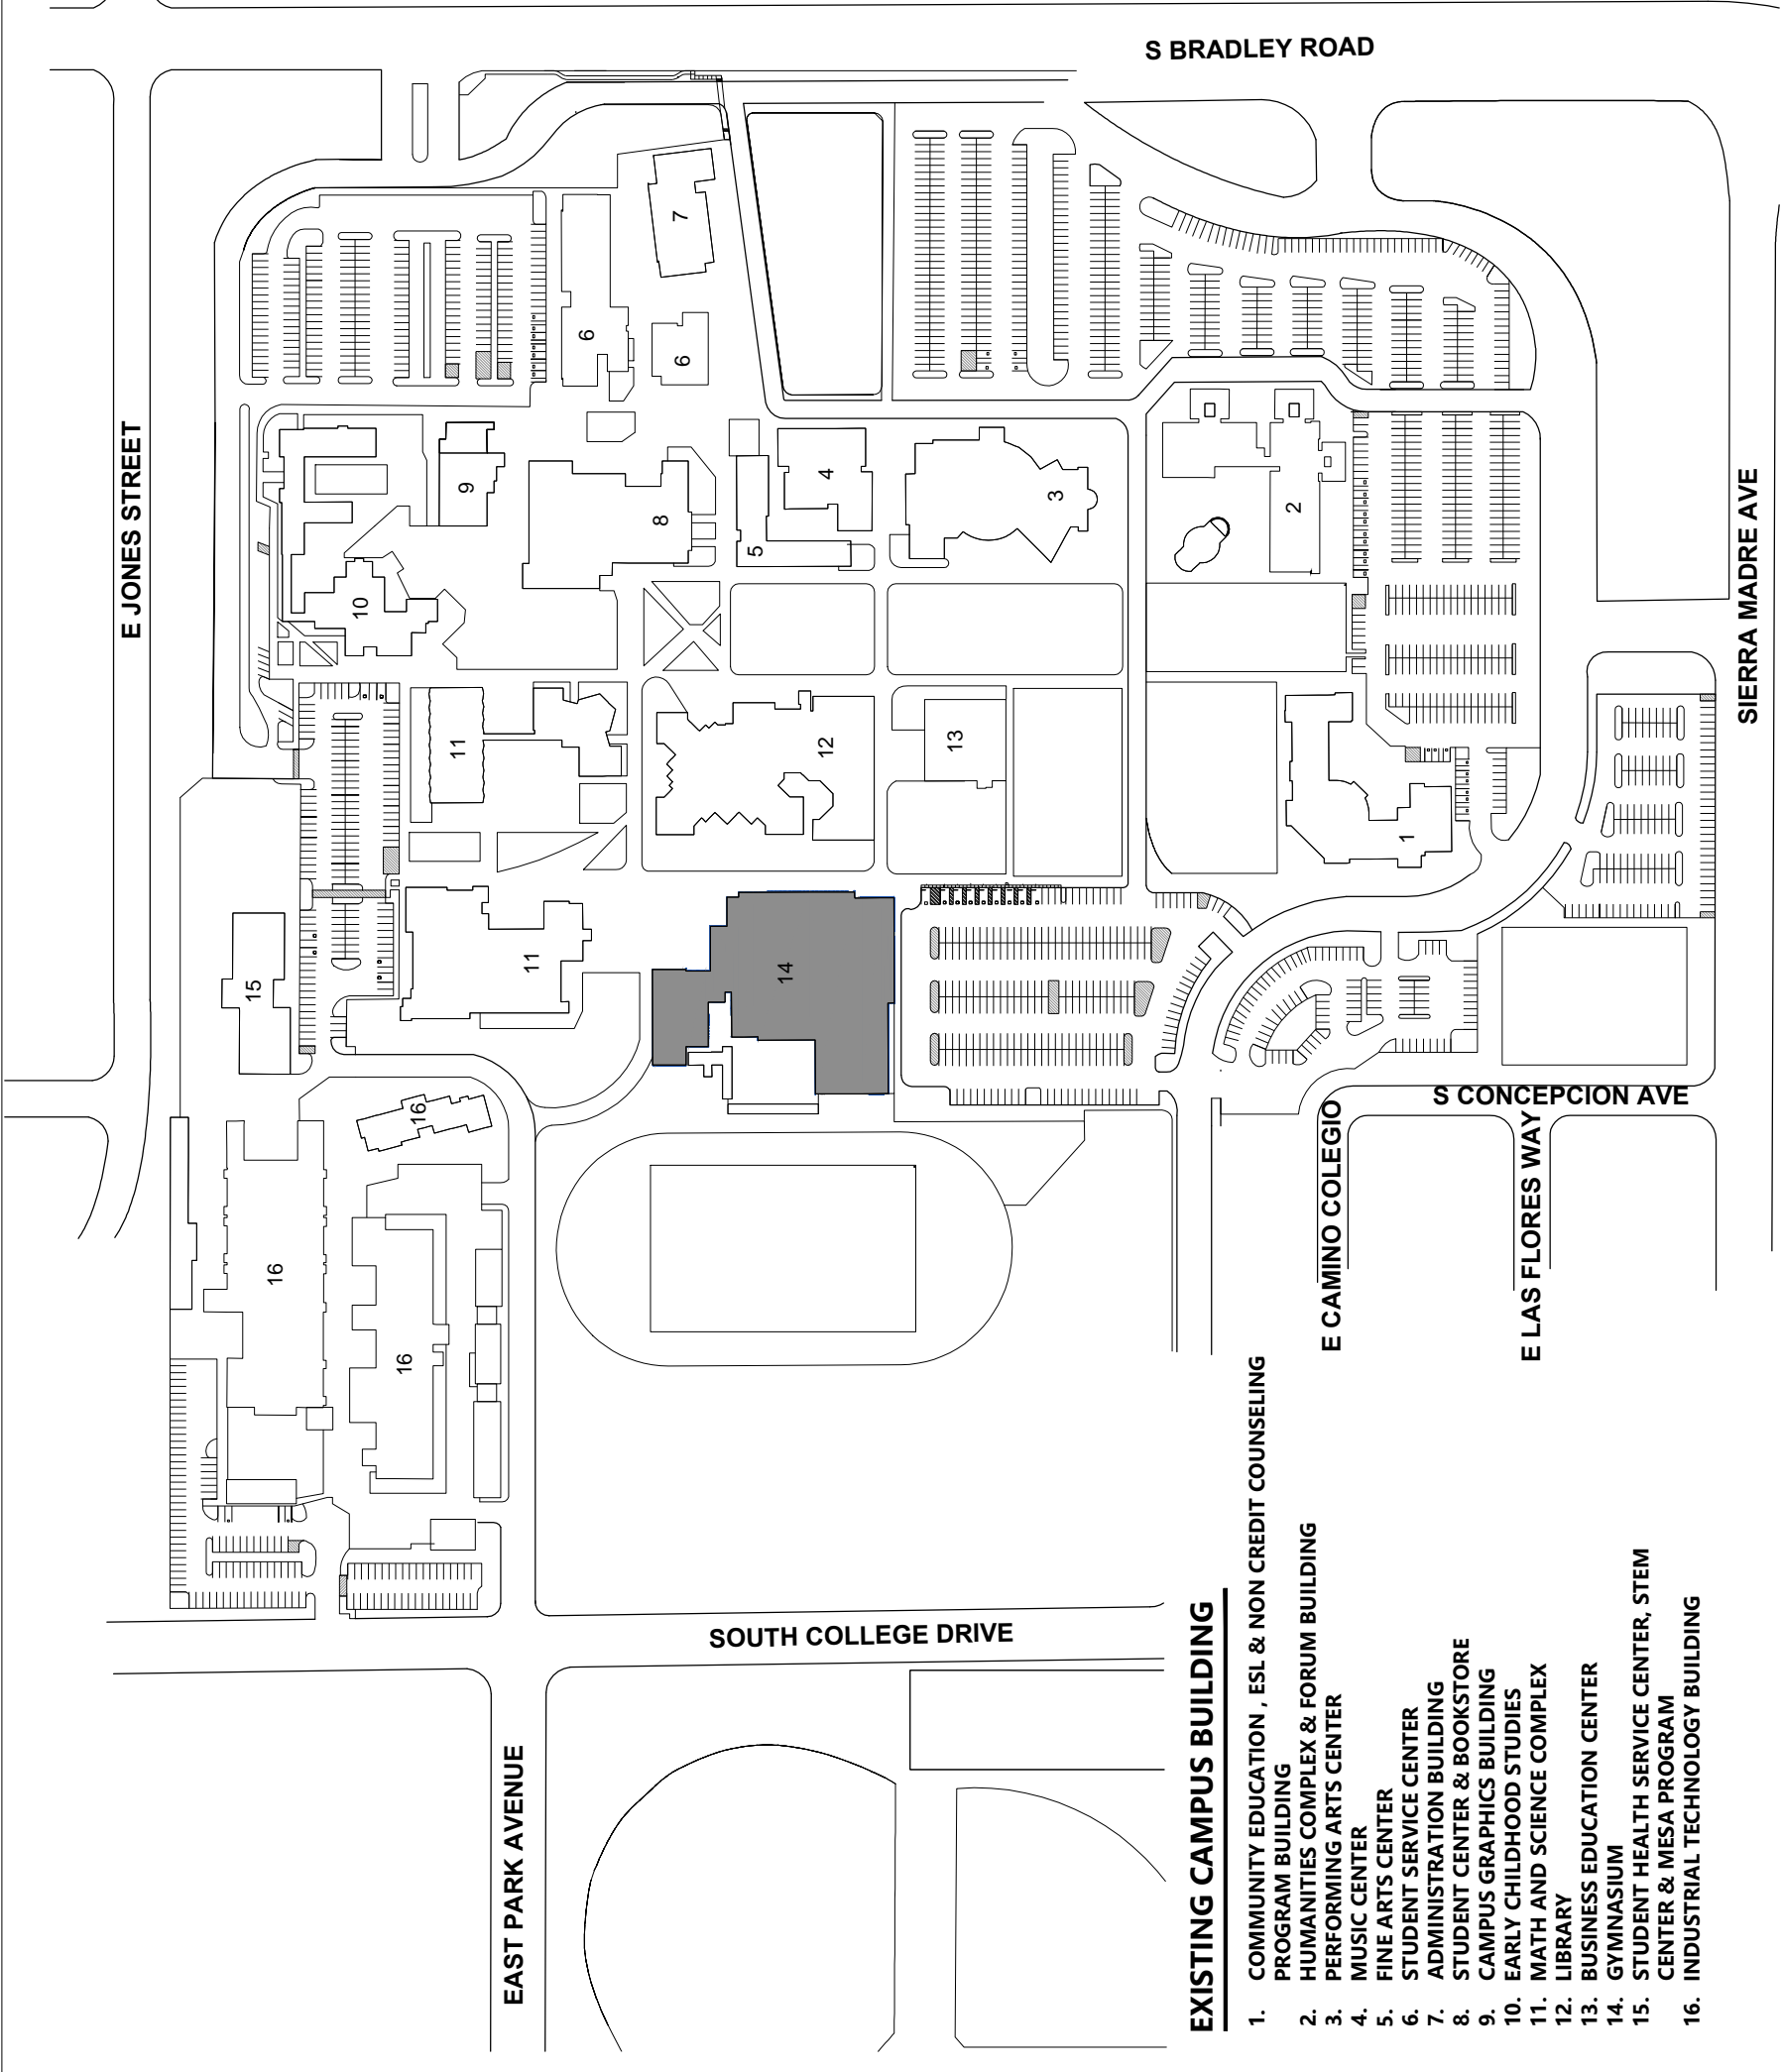 S BRADLEY ROAD
E JONES STREET
SIERRA MADRE AVE
7
6
6
9
8
5
4
3
2
10
11
12
13
1
15
11
14
16
16
16
S CONCEPCION AVE
E CAMINO COLEGIO
E LAS FLORES WAY
SOUTH COLLEGE DRIVE
EAST PARK AVENUE
EXISTING CAMPUS BUILDING
1. COMMUNITY EDUCATION , ESL & NON CREDIT COUNSELING
PROGRAM BUILDING
2. HUMANITIES COMPLEX & FORUM BUILDING
3. PERFORMING ARTS CENTER
4. MUSIC CENTER
5. FINE ARTS CENTER
6. STUDENT SERVICE CENTER
7. ADMINISTRATION BUILDING
8. STUDENT CENTER & BOOKSTORE
9. CAMPUS GRAPHICS BUILDING
10. EARLY CHILDHOOD STUDIES
11. MATH AND SCIENCE COMPLEX
12. LIBRARY
13. BUSINESS EDUCATION CENTER
14. GYMNASIUM
15. STUDENT HEALTH SERVICE CENTER, STEM
CENTER & MESA PROGRAM
16. INDUSTRIAL TECHNOLOGY BUILDING